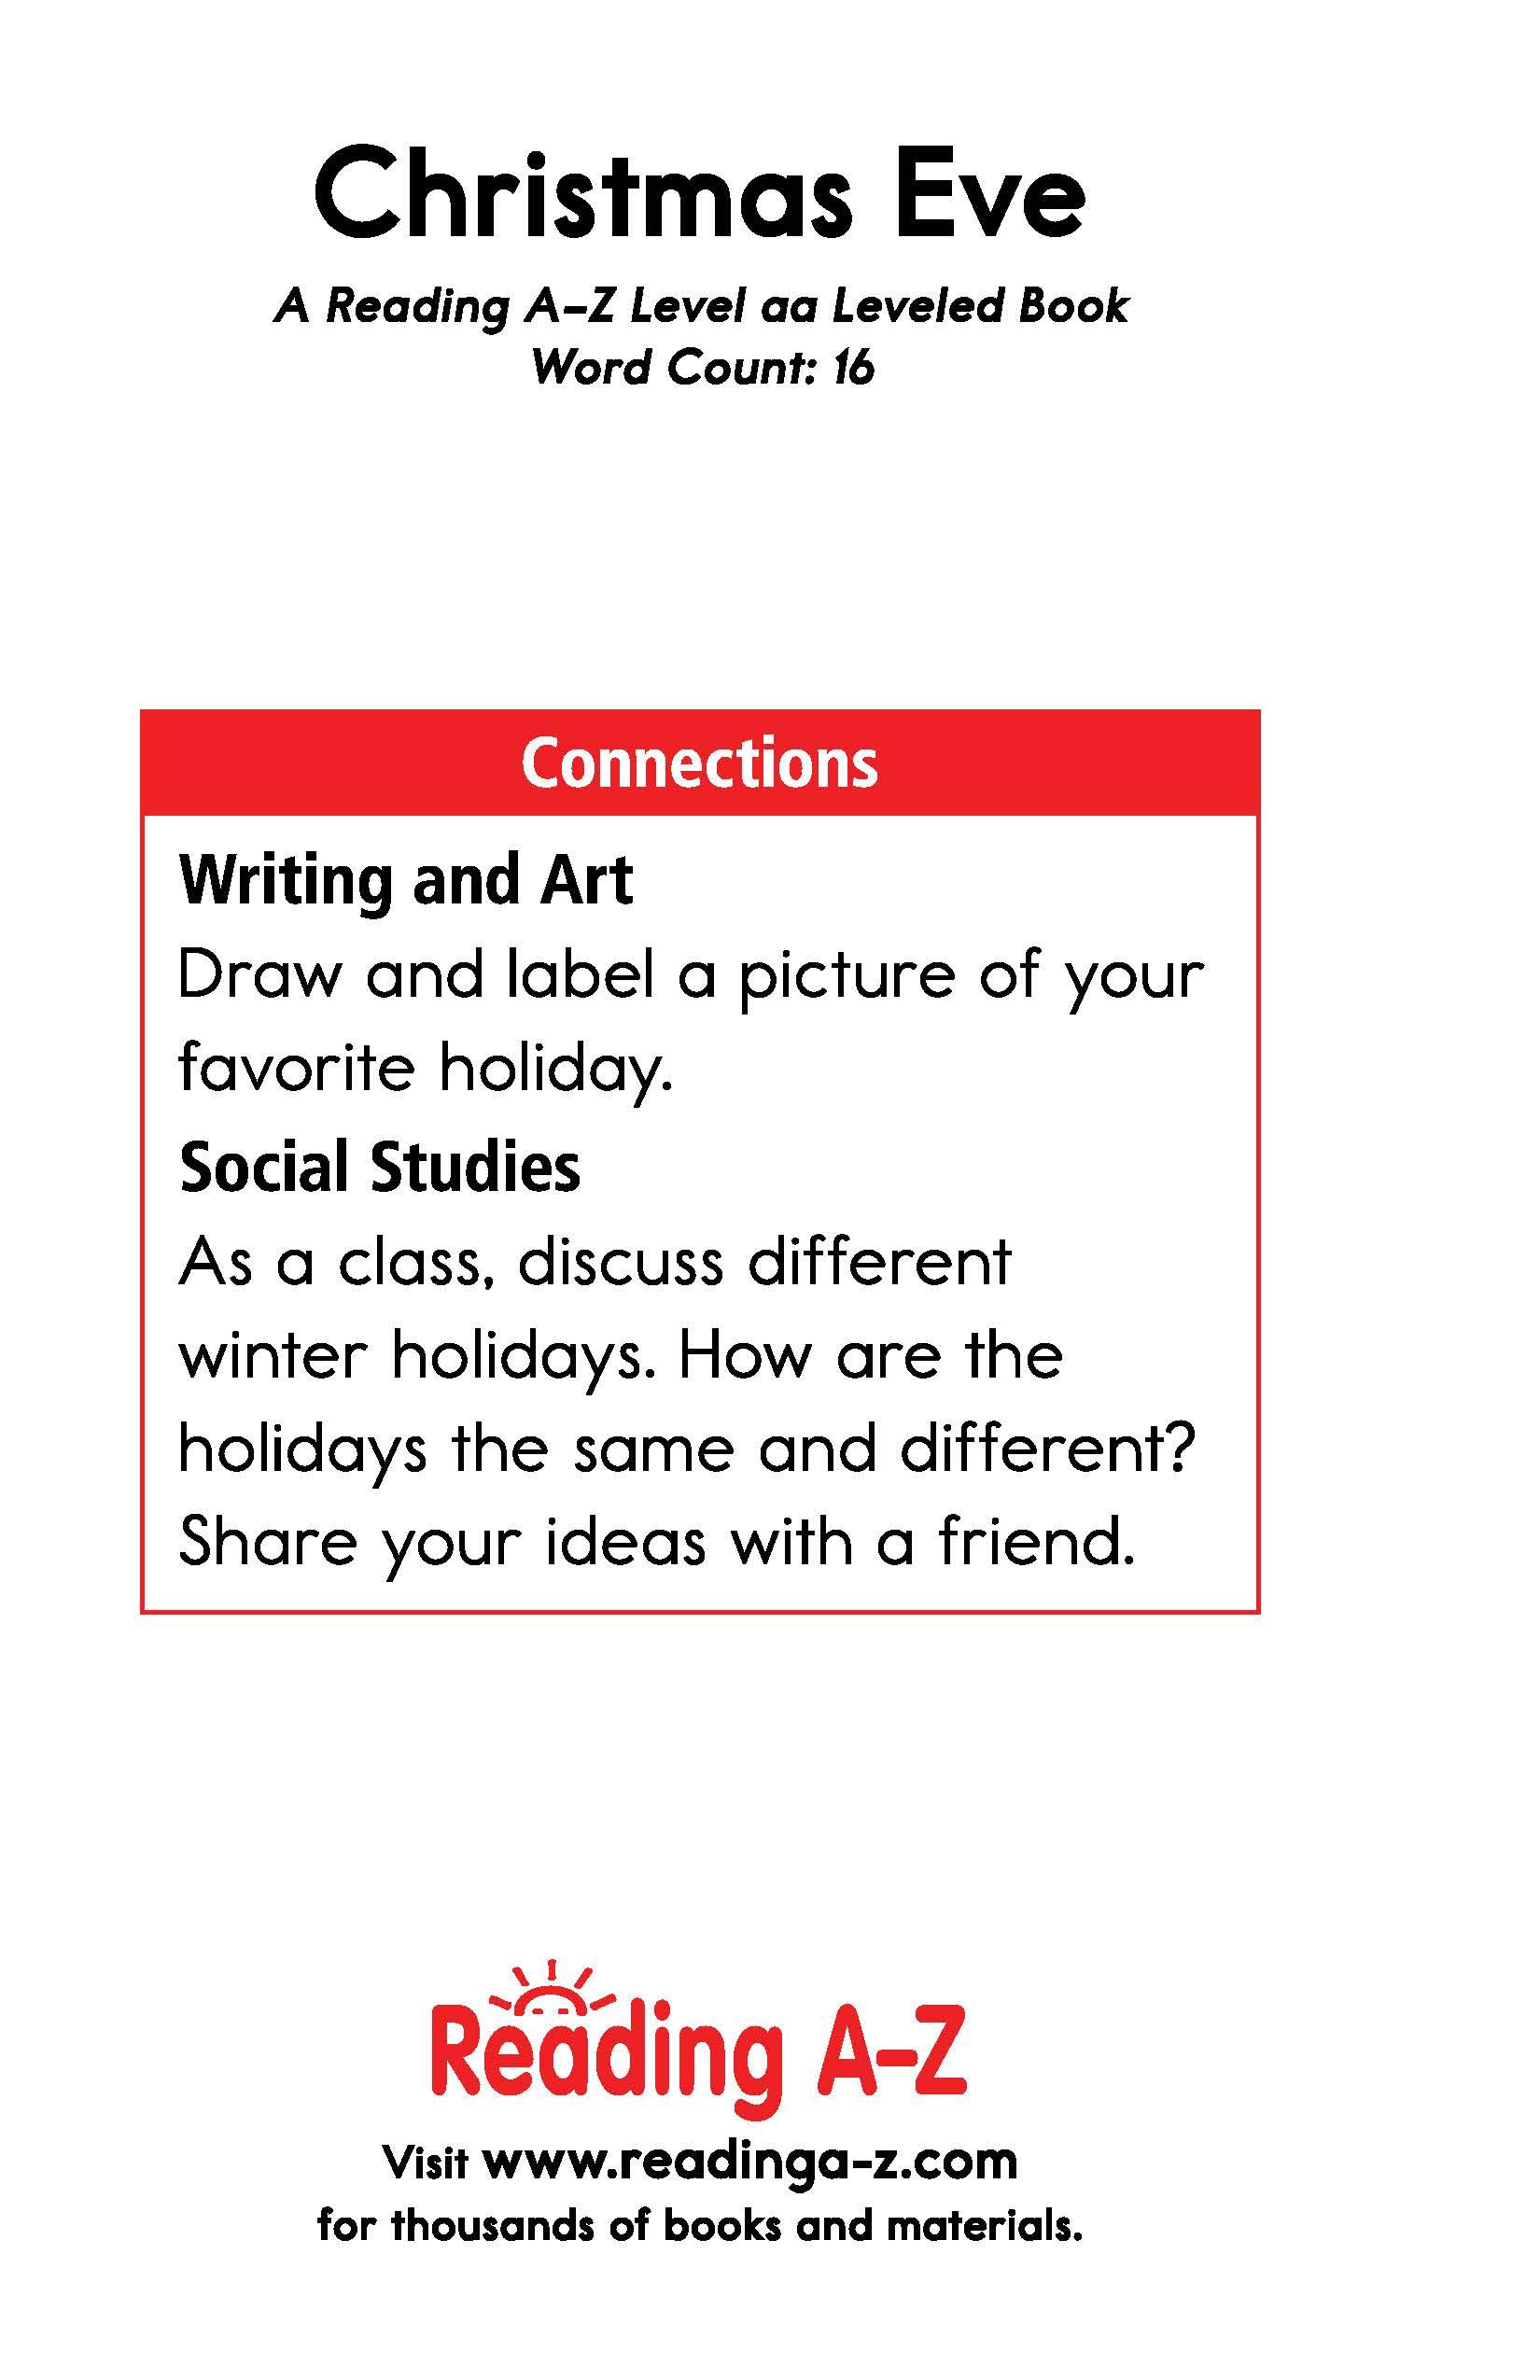 Christmas Eve
A Reading A–Z Level aa Leveled Book
Word Count: 16
Connections
Writing and Art
Draw and label a picture of your
favorite holiday.
Social Studies
As a class, discuss different
winter holidays. How are the
holidays the same and different?
Share your ideas with a friend.
Reading A–Z
Visit www.readinga-z.com
for thousands of books and materials.